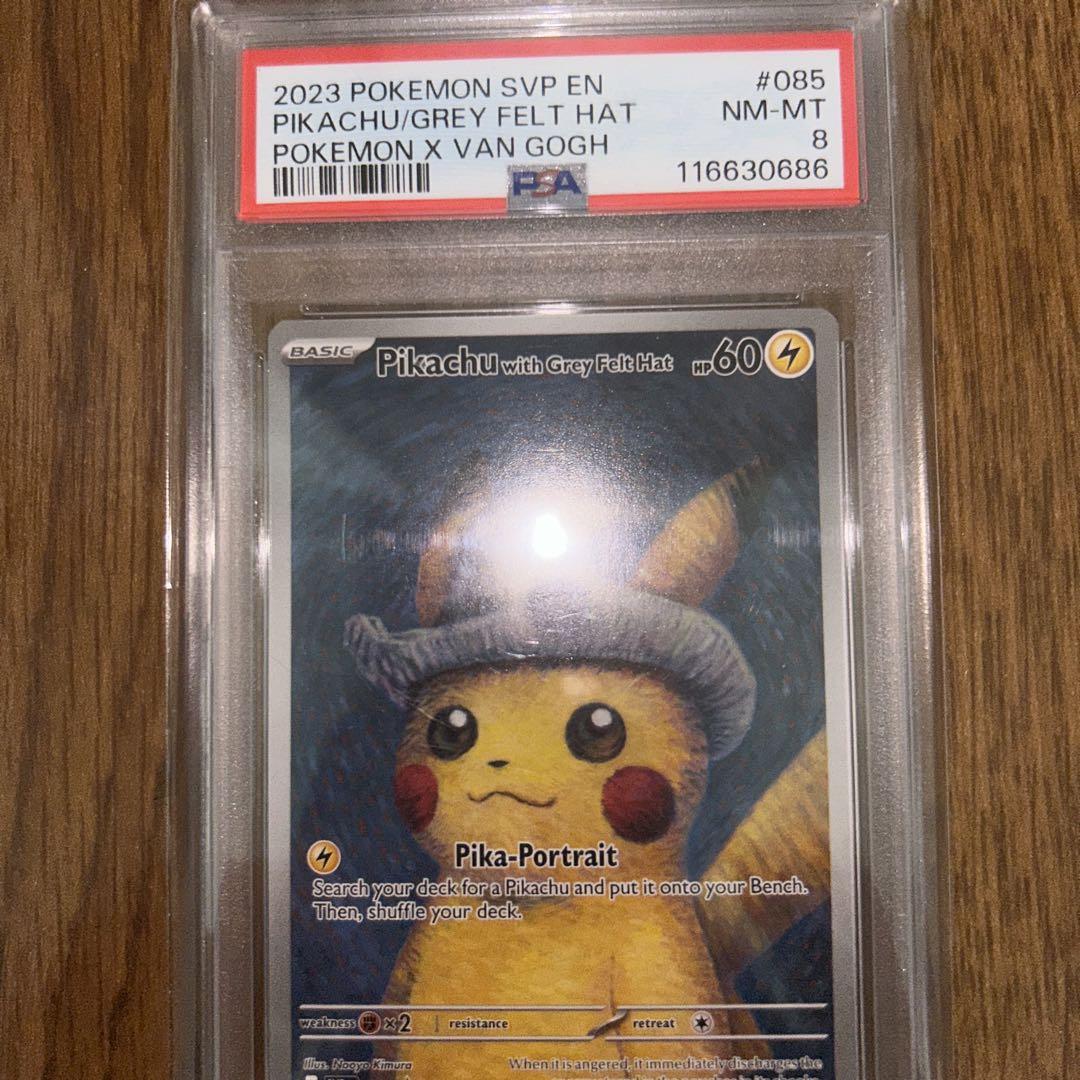 2023 POKEMON SVP EN #085
PIKACHU/GREY FELT HAT NM-MT
POKEMON X VAN GOGH 8
PSA 116630686
BASIC Pikachu with Grey Felt Hat HP60
Pika-Portrait
Search your deck for a Pikachu and put it onto your Bench.
Then, shuffle your deck.
weakness ×2 resistance retreat
Illus. Naoyo Kimura When it is angered, it immediately discharges the